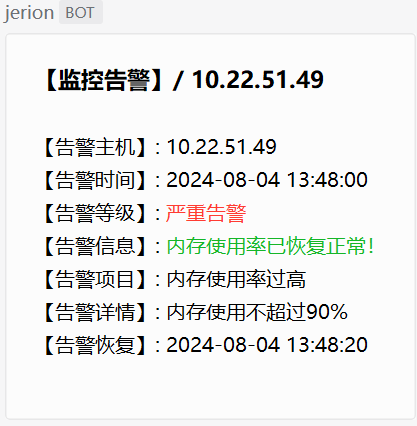 jerion BOT
【监控告警】/ 10.22.51.49
【告警主机】: 10.22.51.49
【告警时间】: 2024-08-04 13:48:00
【告警等级】: 严重告警
【告警信息】: 内存使用率已恢复正常!
【告警项目】: 内存使用率过高
【告警详情】: 内存使用不超过90%
【告警恢复】: 2024-08-04 13:48:20